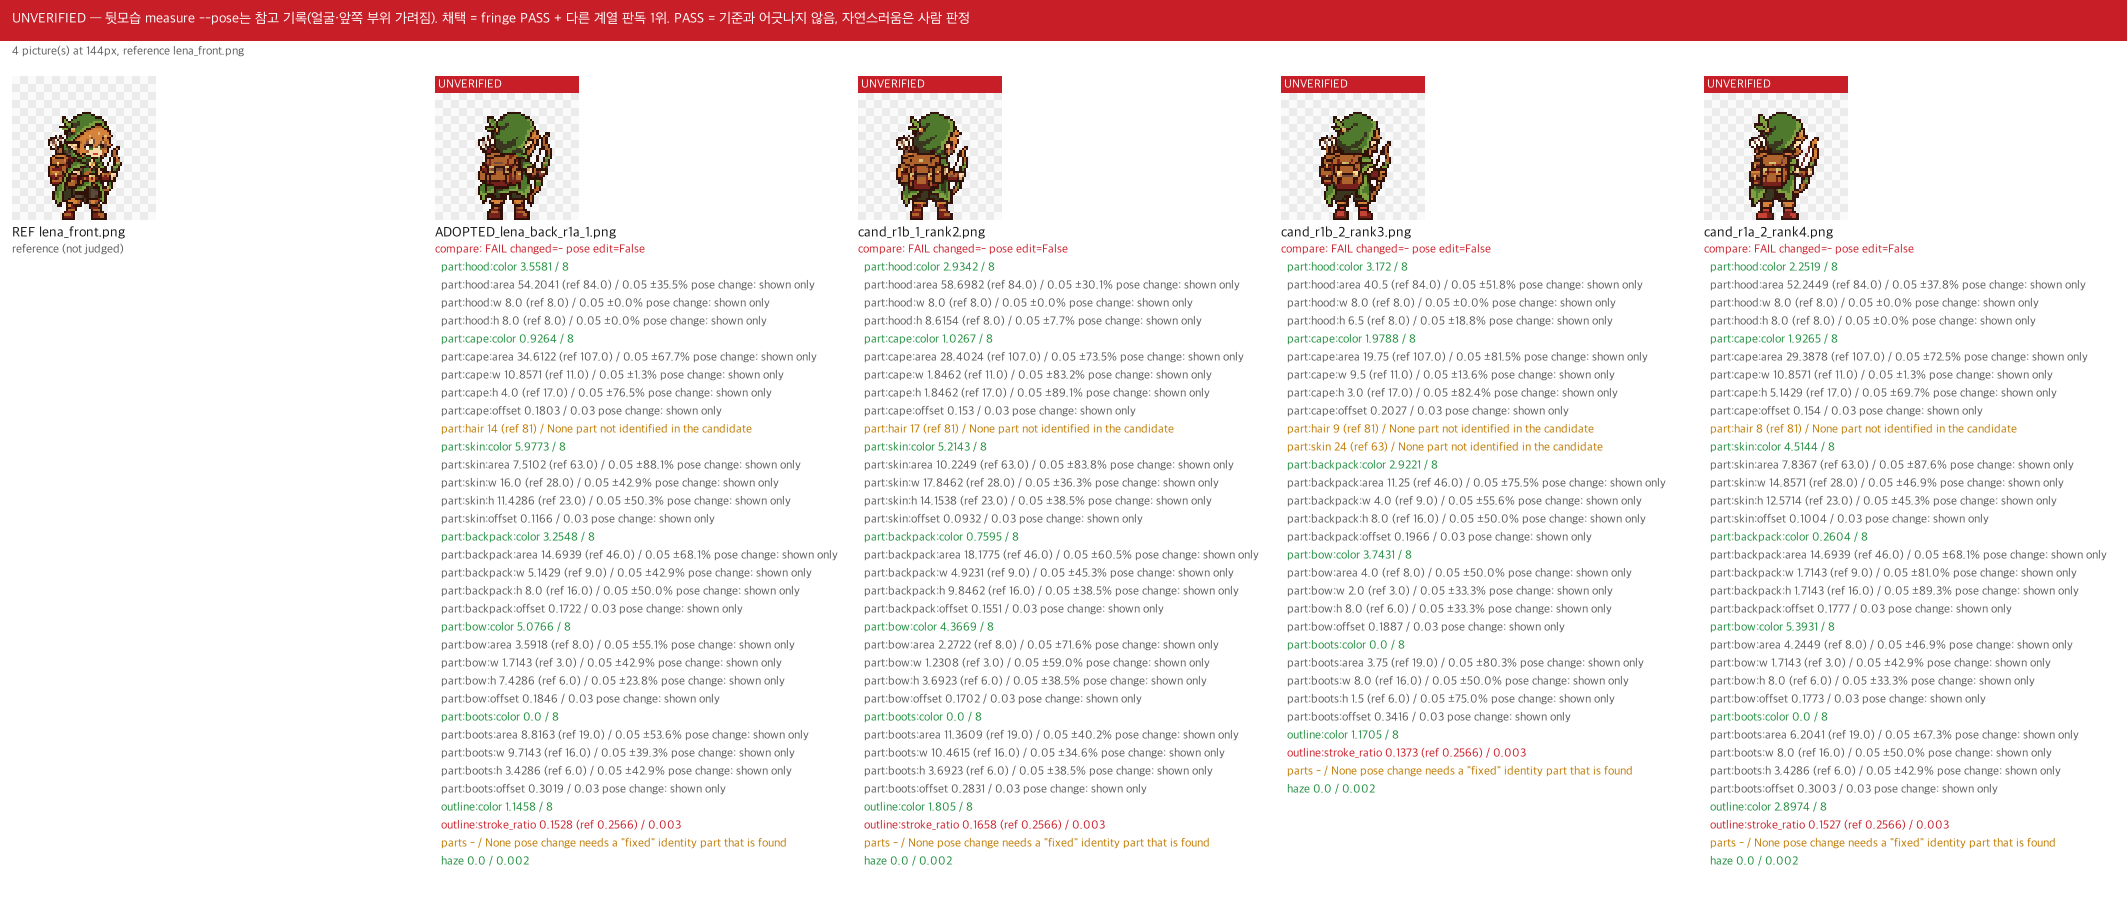 UNVERIFIED — 뒷모습 measure --pose는 참고 기록(얼굴·앞쪽 부위 가려짐). 채택 = fringe PASS + 다른 계열 판독 1위. PASS = 기준과 어긋나지 않음, 자연스러움은 사람 판정
4 picture(s) at 144px, reference lena_front.png
REF lena_front.png
reference (not judged)
UNVERIFIED
ADOPTED_lena_back_r1a_1.png
compare: FAIL changed=- pose edit=False
part:hood:color 3.5581 / 8
part:hood:area 54.2041 (ref 84.0) / 0.05 ±35.5% pose change: shown only
part:hood:w 8.0 (ref 8.0) / 0.05 ±0.0% pose change: shown only
part:hood:h 8.0 (ref 8.0) / 0.05 ±0.0% pose change: shown only
part:cape:color 0.9264 / 8
part:cape:area 34.6122 (ref 107.0) / 0.05 ±67.7% pose change: shown only
part:cape:w 10.8571 (ref 11.0) / 0.05 ±1.3% pose change: shown only
part:cape:h 4.0 (ref 17.0) / 0.05 ±76.5% pose change: shown only
part:cape:offset 0.1803 / 0.03 pose change: shown only
part:hair 14 (ref 81) / None part not identified in the candidate
part:skin:color 5.9773 / 8
part:skin:area 7.5102 (ref 63.0) / 0.05 ±88.1% pose change: shown only
part:skin:w 16.0 (ref 28.0) / 0.05 ±42.9% pose change: shown only
part:skin:h 11.4286 (ref 23.0) / 0.05 ±50.3% pose change: shown only
part:skin:offset 0.1166 / 0.03 pose change: shown only
part:backpack:color 3.2548 / 8
part:backpack:area 14.6939 (ref 46.0) / 0.05 ±68.1% pose change: shown only
part:backpack:w 5.1429 (ref 9.0) / 0.05 ±42.9% pose change: shown only
part:backpack:h 8.0 (ref 16.0) / 0.05 ±50.0% pose change: shown only
part:backpack:offset 0.1722 / 0.03 pose change: shown only
part:bow:color 5.0766 / 8
part:bow:area 3.5918 (ref 8.0) / 0.05 ±55.1% pose change: shown only
part:bow:w 1.7143 (ref 3.0) / 0.05 ±42.9% pose change: shown only
part:bow:h 7.4286 (ref 6.0) / 0.05 ±23.8% pose change: shown only
part:bow:offset 0.1846 / 0.03 pose change: shown only
part:boots:color 0.0 / 8
part:boots:area 8.8163 (ref 19.0) / 0.05 ±53.6% pose change: shown only
part:boots:w 9.7143 (ref 16.0) / 0.05 ±39.3% pose change: shown only
part:boots:h 3.4286 (ref 6.0) / 0.05 ±42.9% pose change: shown only
part:boots:offset 0.3019 / 0.03 pose change: shown only
outline:color 1.1458 / 8
outline:stroke_ratio 0.1528 (ref 0.2566) / 0.003
parts - / None pose change needs a "fixed" identity part that is found
haze 0.0 / 0.002
UNVERIFIED
cand_r1b_1_rank2.png
compare: FAIL changed=- pose edit=False
part:hood:color 2.9342 / 8
part:hood:area 58.6982 (ref 84.0) / 0.05 ±30.1% pose change: shown only
part:hood:w 8.0 (ref 8.0) / 0.05 ±0.0% pose change: shown only
part:hood:h 8.6154 (ref 8.0) / 0.05 ±7.7% pose change: shown only
part:cape:color 1.0267 / 8
part:cape:area 28.4024 (ref 107.0) / 0.05 ±73.5% pose change: shown only
part:cape:w 1.8462 (ref 11.0) / 0.05 ±83.2% pose change: shown only
part:cape:h 1.8462 (ref 17.0) / 0.05 ±89.1% pose change: shown only
part:cape:offset 0.153 / 0.03 pose change: shown only
part:hair 17 (ref 81) / None part not identified in the candidate
part:skin:color 5.2143 / 8
part:skin:area 10.2249 (ref 63.0) / 0.05 ±83.8% pose change: shown only
part:skin:w 17.8462 (ref 28.0) / 0.05 ±36.3% pose change: shown only
part:skin:h 14.1538 (ref 23.0) / 0.05 ±38.5% pose change: shown only
part:skin:offset 0.0932 / 0.03 pose change: shown only
part:backpack:color 0.7595 / 8
part:backpack:area 18.1775 (ref 46.0) / 0.05 ±60.5% pose change: shown only
part:backpack:w 4.9231 (ref 9.0) / 0.05 ±45.3% pose change: shown only
part:backpack:h 9.8462 (ref 16.0) / 0.05 ±38.5% pose change: shown only
part:backpack:offset 0.1551 / 0.03 pose change: shown only
part:bow:color 4.3669 / 8
part:bow:area 2.2722 (ref 8.0) / 0.05 ±71.6% pose change: shown only
part:bow:w 1.2308 (ref 3.0) / 0.05 ±59.0% pose change: shown only
part:bow:h 3.6923 (ref 6.0) / 0.05 ±38.5% pose change: shown only
part:bow:offset 0.1702 / 0.03 pose change: shown only
part:boots:color 0.0 / 8
part:boots:area 11.3609 (ref 19.0) / 0.05 ±40.2% pose change: shown only
part:boots:w 10.4615 (ref 16.0) / 0.05 ±34.6% pose change: shown only
part:boots:h 3.6923 (ref 6.0) / 0.05 ±38.5% pose change: shown only
part:boots:offset 0.2831 / 0.03 pose change: shown only
outline:color 1.805 / 8
outline:stroke_ratio 0.1658 (ref 0.2566) / 0.003
parts - / None pose change needs a "fixed" identity part that is found
haze 0.0 / 0.002
UNVERIFIED
cand_r1b_2_rank3.png
compare: FAIL changed=- pose edit=False
part:hood:color 3.172 / 8
part:hood:area 40.5 (ref 84.0) / 0.05 ±51.8% pose change: shown only
part:hood:w 8.0 (ref 8.0) / 0.05 ±0.0% pose change: shown only
part:hood:h 6.5 (ref 8.0) / 0.05 ±18.8% pose change: shown only
part:cape:color 1.9788 / 8
part:cape:area 19.75 (ref 107.0) / 0.05 ±81.5% pose change: shown only
part:cape:w 9.5 (ref 11.0) / 0.05 ±13.6% pose change: shown only
part:cape:h 3.0 (ref 17.0) / 0.05 ±82.4% pose change: shown only
part:cape:offset 0.2027 / 0.03 pose change: shown only
part:hair 9 (ref 81) / None part not identified in the candidate
part:skin 24 (ref 63) / None part not identified in the candidate
part:backpack:color 2.9221 / 8
part:backpack:area 11.25 (ref 46.0) / 0.05 ±75.5% pose change: shown only
part:backpack:w 4.0 (ref 9.0) / 0.05 ±55.6% pose change: shown only
part:backpack:h 8.0 (ref 16.0) / 0.05 ±50.0% pose change: shown only
part:backpack:offset 0.1966 / 0.03 pose change: shown only
part:bow:color 3.7431 / 8
part:bow:area 4.0 (ref 8.0) / 0.05 ±50.0% pose change: shown only
part:bow:w 2.0 (ref 3.0) / 0.05 ±33.3% pose change: shown only
part:bow:h 8.0 (ref 6.0) / 0.05 ±33.3% pose change: shown only
part:bow:offset 0.1887 / 0.03 pose change: shown only
part:boots:color 0.0 / 8
part:boots:area 3.75 (ref 19.0) / 0.05 ±80.3% pose change: shown only
part:boots:w 8.0 (ref 16.0) / 0.05 ±50.0% pose change: shown only
part:boots:h 1.5 (ref 6.0) / 0.05 ±75.0% pose change: shown only
part:boots:offset 0.3416 / 0.03 pose change: shown only
outline:color 1.1705 / 8
outline:stroke_ratio 0.1373 (ref 0.2566) / 0.003
parts - / None pose change needs a "fixed" identity part that is found
haze 0.0 / 0.002
UNVERIFIED
cand_r1a_2_rank4.png
compare: FAIL changed=- pose edit=False
part:hood:color 2.2519 / 8
part:hood:area 52.2449 (ref 84.0) / 0.05 ±37.8% pose change: shown only
part:hood:w 8.0 (ref 8.0) / 0.05 ±0.0% pose change: shown only
part:hood:h 8.0 (ref 8.0) / 0.05 ±0.0% pose change: shown only
part:cape:color 1.9265 / 8
part:cape:area 29.3878 (ref 107.0) / 0.05 ±72.5% pose change: shown only
part:cape:w 10.8571 (ref 11.0) / 0.05 ±1.3% pose change: shown only
part:cape:h 5.1429 (ref 17.0) / 0.05 ±69.7% pose change: shown only
part:cape:offset 0.154 / 0.03 pose change: shown only
part:hair 8 (ref 81) / None part not identified in the candidate
part:skin:color 4.5144 / 8
part:skin:area 7.8367 (ref 63.0) / 0.05 ±87.6% pose change: shown only
part:skin:w 14.8571 (ref 28.0) / 0.05 ±46.9% pose change: shown only
part:skin:h 12.5714 (ref 23.0) / 0.05 ±45.3% pose change: shown only
part:skin:offset 0.1004 / 0.03 pose change: shown only
part:backpack:color 0.2604 / 8
part:backpack:area 14.6939 (ref 46.0) / 0.05 ±68.1% pose change: shown only
part:backpack:w 1.7143 (ref 9.0) / 0.05 ±81.0% pose change: shown only
part:backpack:h 1.7143 (ref 16.0) / 0.05 ±89.3% pose change: shown only
part:backpack:offset 0.1777 / 0.03 pose change: shown only
part:bow:color 5.3931 / 8
part:bow:area 4.2449 (ref 8.0) / 0.05 ±46.9% pose change: shown only
part:bow:w 1.7143 (ref 3.0) / 0.05 ±42.9% pose change: shown only
part:bow:h 8.0 (ref 6.0) / 0.05 ±33.3% pose change: shown only
part:bow:offset 0.1773 / 0.03 pose change: shown only
part:boots:color 0.0 / 8
part:boots:area 6.2041 (ref 19.0) / 0.05 ±67.3% pose change: shown only
part:boots:w 8.0 (ref 16.0) / 0.05 ±50.0% pose change: shown only
part:boots:h 3.4286 (ref 6.0) / 0.05 ±42.9% pose change: shown only
part:boots:offset 0.3003 / 0.03 pose change: shown only
outline:color 2.8974 / 8
outline:stroke_ratio 0.1527 (ref 0.2566) / 0.003
parts - / None pose change needs a "fixed" identity part that is found
haze 0.0 / 0.002